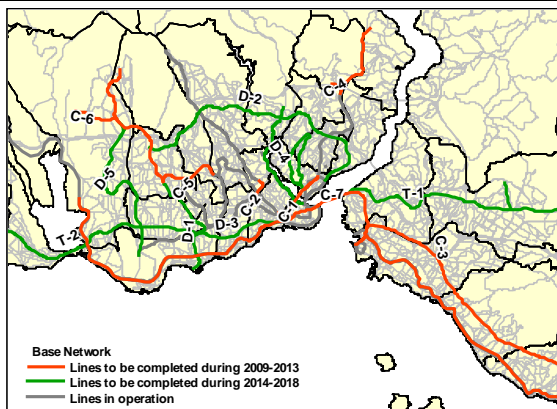 C-4
D-2
C-6
D-4
D-5
C-5
C-7
T-1
C-2
C-1
D-1
D-3
T-2
C-3
Base Network
Lines to be completed during 2009-2013
Lines to be completed during 2014-2018
Lines in operation